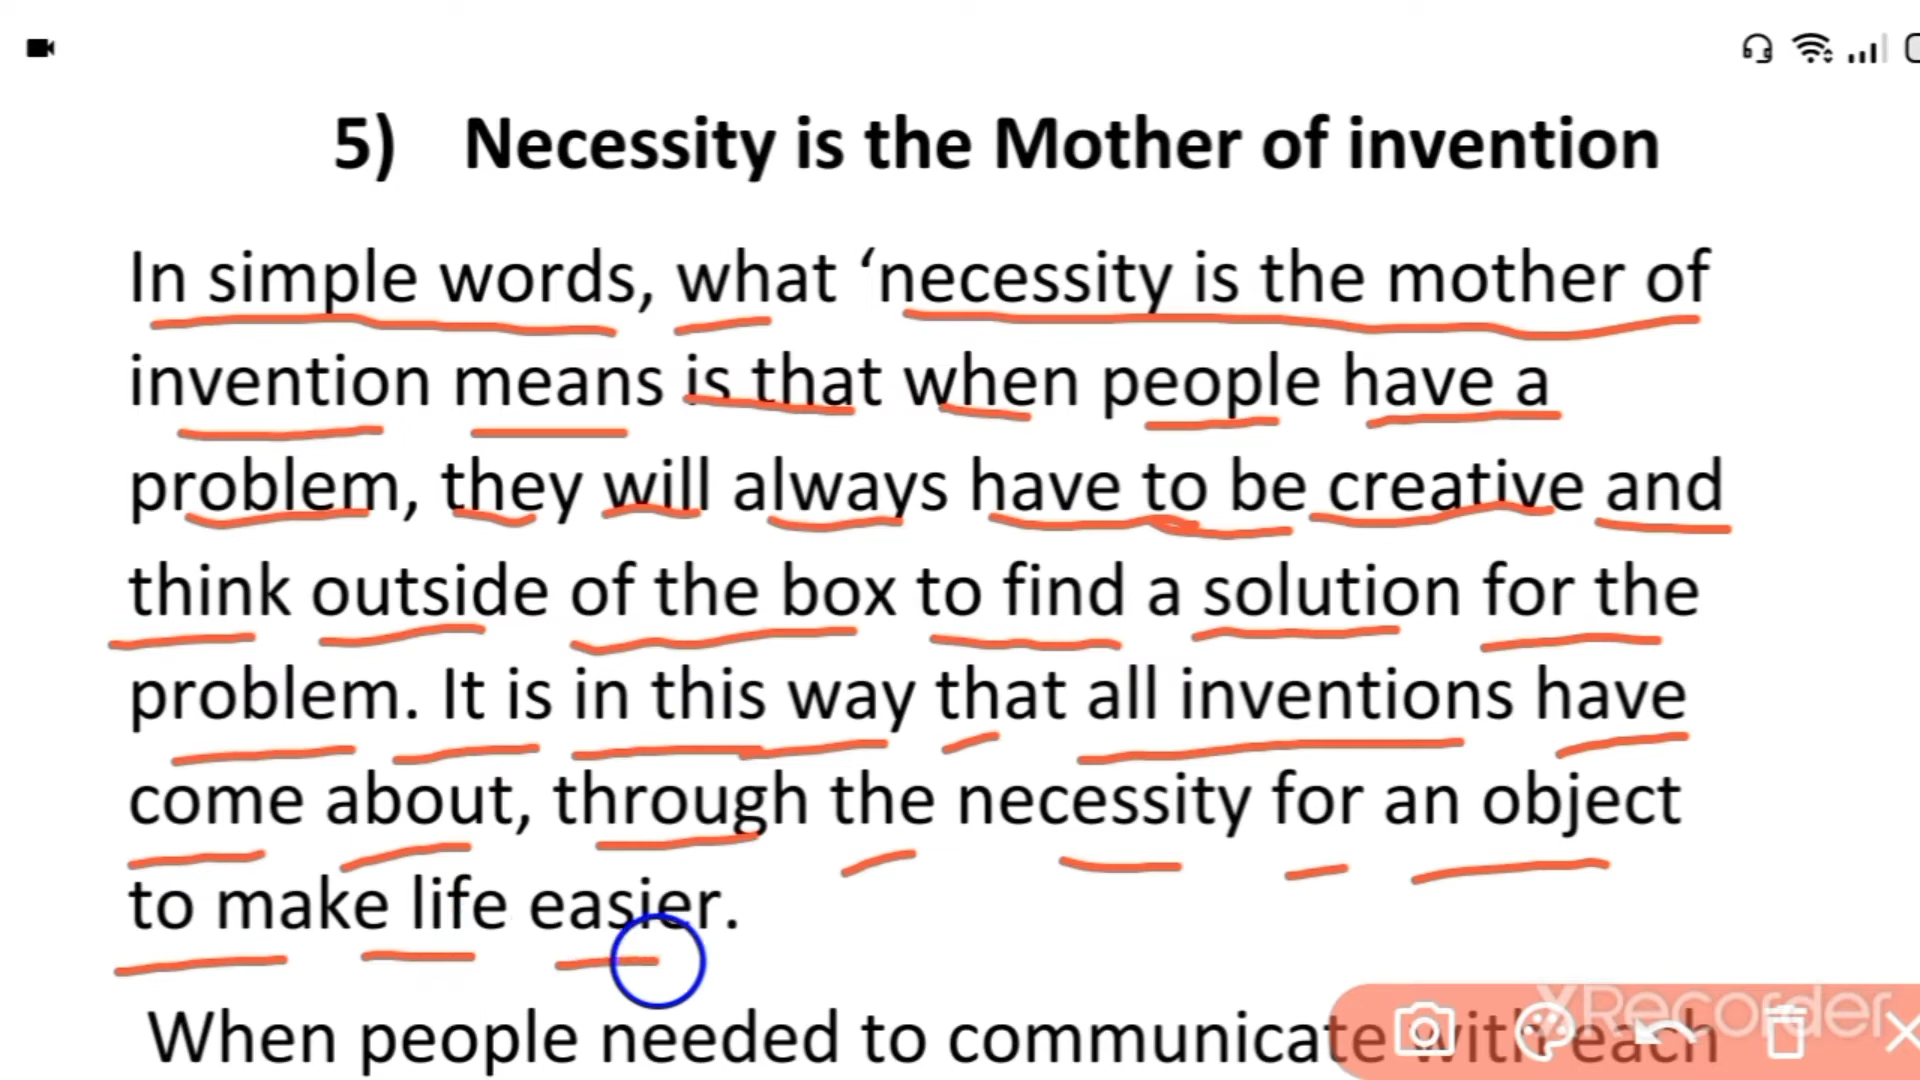 5) Necessity is the Mother of invention
In simple words, what ‘necessity is the mother of
invention means is that when people have a
problem, they will always have to be creative and
think outside of the box to find a solution for the
problem. It is in this way that all inventions have
come about, through the necessity for an object
to make life easier.
When people needed to communicate with each
XRecorder